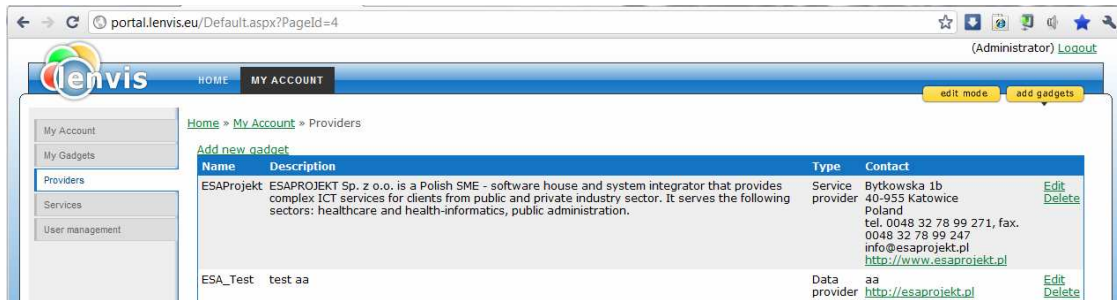 portal.lenvis.eu/Default.aspx?PageId=4
(Administrator) Logout
lenvis
HOME MY ACCOUNT
edit mode add gadgets
My Account
My Gadgets
Providers
Services
User management
Home » My Account » Providers
Add new gadget
Name Description Type Contact
ESAProjekt ESAPROJEKT Sp. z o.o. is a Polish SME - software house and system integrator that provides
complex ICT services for clients from public and private industry sector. It serves the following
sectors: healthcare and health-informatics, public administration.
Service
provider
Bytkowska 1b
40-955 Katowice
Poland
tel. 0048 32 78 99 271, fax.
0048 32 78 99 247
info@esaprojekt.pl
http://www.esaprojekt.pl
Edit
Delete
ESA_Test test aa
Data
provider
aa
http://esaprojekt.pl
Edit
Delete